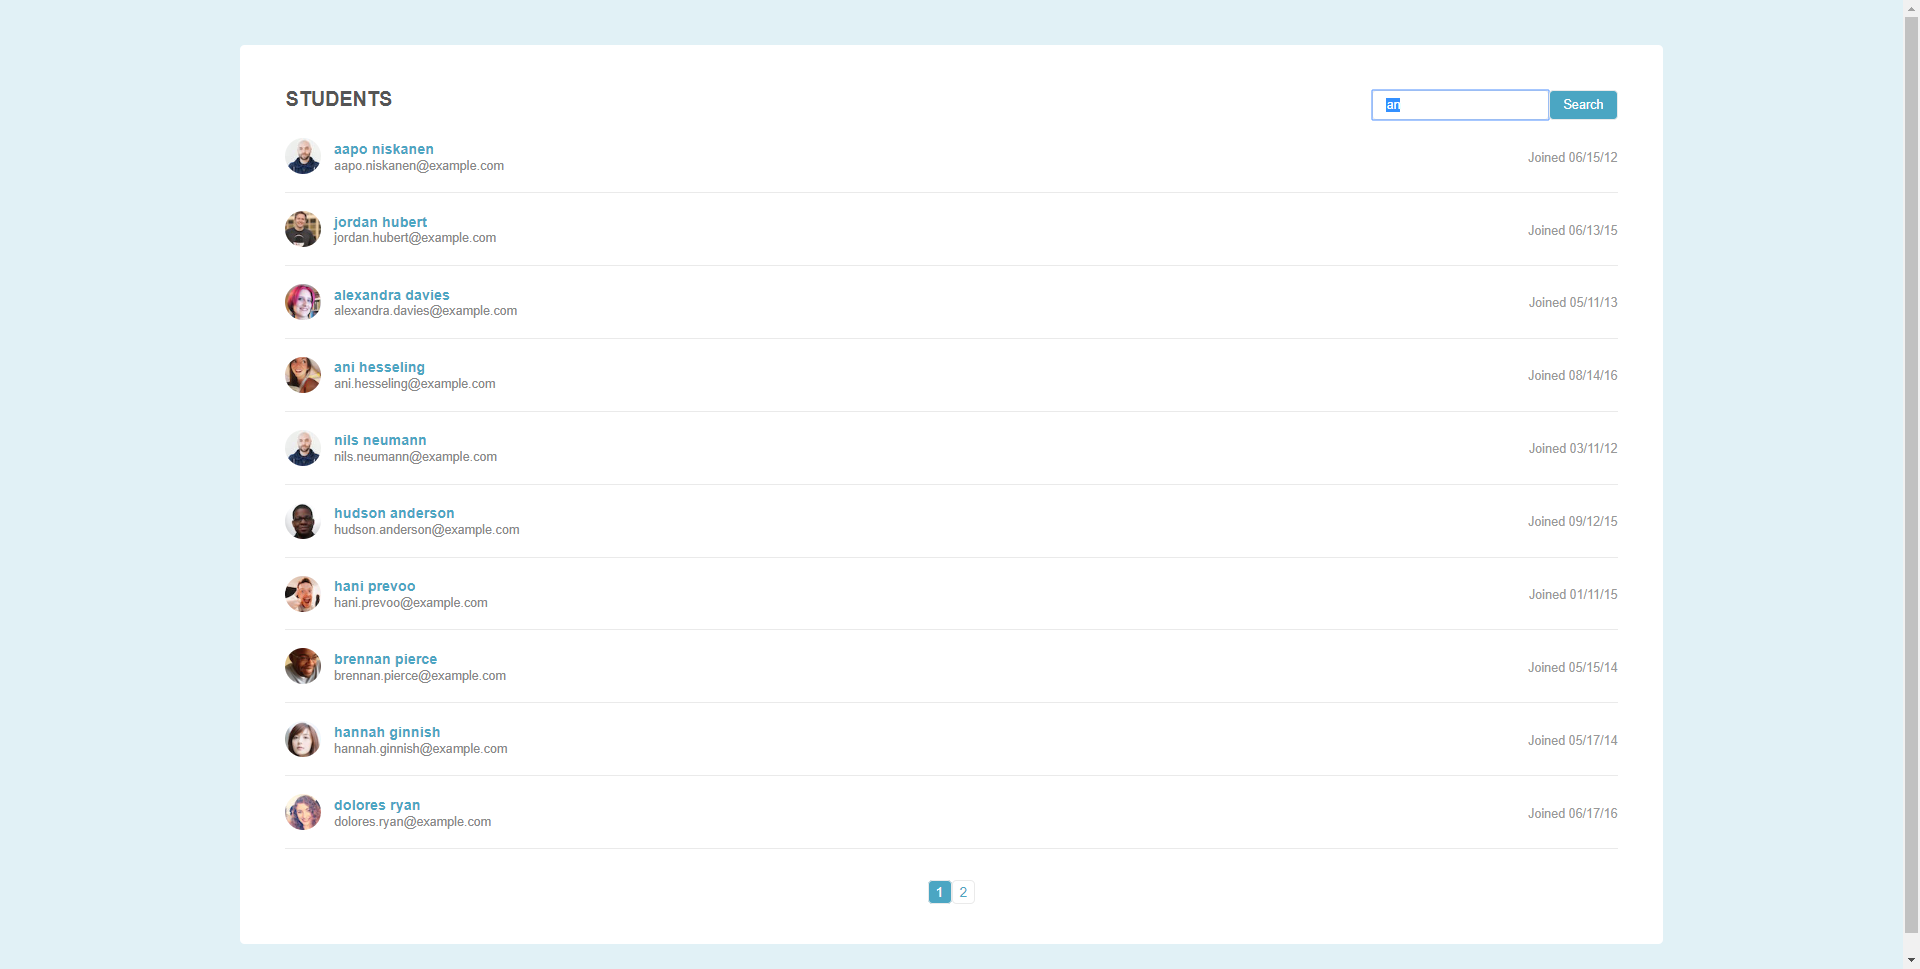 STUDENTS
an
Search
aapo niskanen
aapo.niskanen@example.com
Joined 06/15/12
jordan hubert
jordan.hubert@example.com
Joined 06/13/15
alexandra davies
alexandra.davies@example.com
Joined 05/11/13
ani hesseling
ani.hesseling@example.com
Joined 08/14/16
nils neumann
nils.neumann@example.com
Joined 03/11/12
hudson anderson
hudson.anderson@example.com
Joined 09/12/15
hani prevoo
hani.prevoo@example.com
Joined 01/11/15
brennan pierce
brennan.pierce@example.com
Joined 05/15/14
hannah ginnish
hannah.ginnish@example.com
Joined 05/17/14
dolores ryan
dolores.ryan@example.com
Joined 06/17/16
1 2